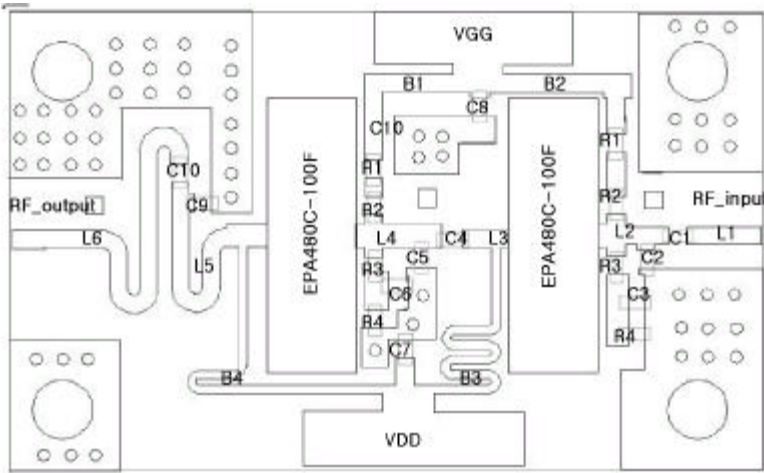 VGG
B1
B2
C8
C10
R1
R1
C10
EPA480C-100F
EPA480C-100F
RF_output
C9
R2
R2
RF_input
L6
L4
C4
L3
L2
C1
L1
L5
R3
C5
R3
C2
C6
C3
R4
R4
C7
B4
B3
VDD